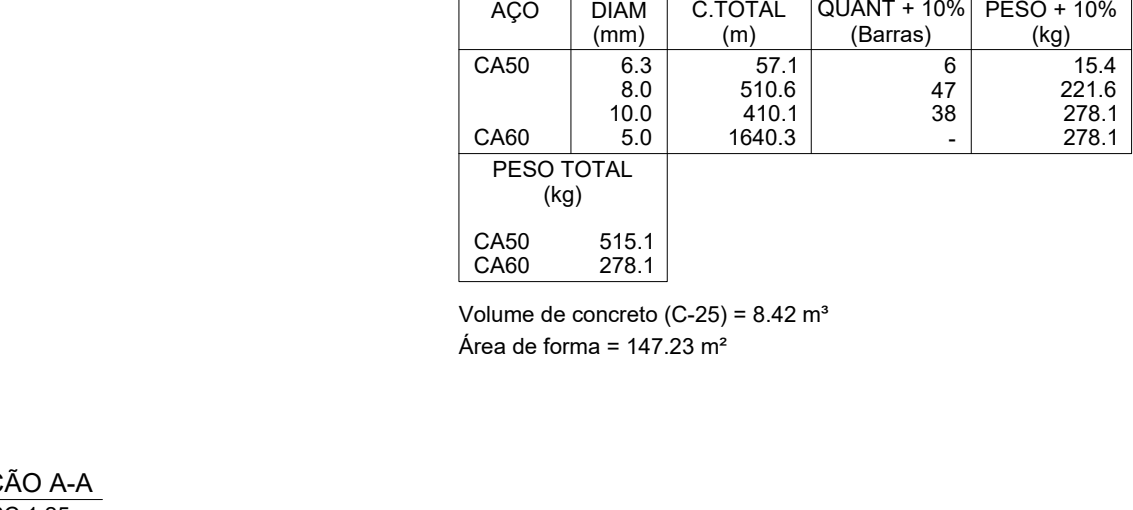 AÇO DIAM C.TOTAL QUANT + 10% PESO + 10%
(mm) (m) (Barras) (kg)
CA50 6.3 57.1 6 15.4
8.0 510.6 47 221.6
10.0 410.1 38 278.1
CA60 5.0 1640.3 - 278.1
PESO TOTAL
(kg)
CA50 515.1
CA60 278.1
Volume de concreto (C-25) = 8.42 m³
Área de forma = 147.23 m²
ÇÃO A-A